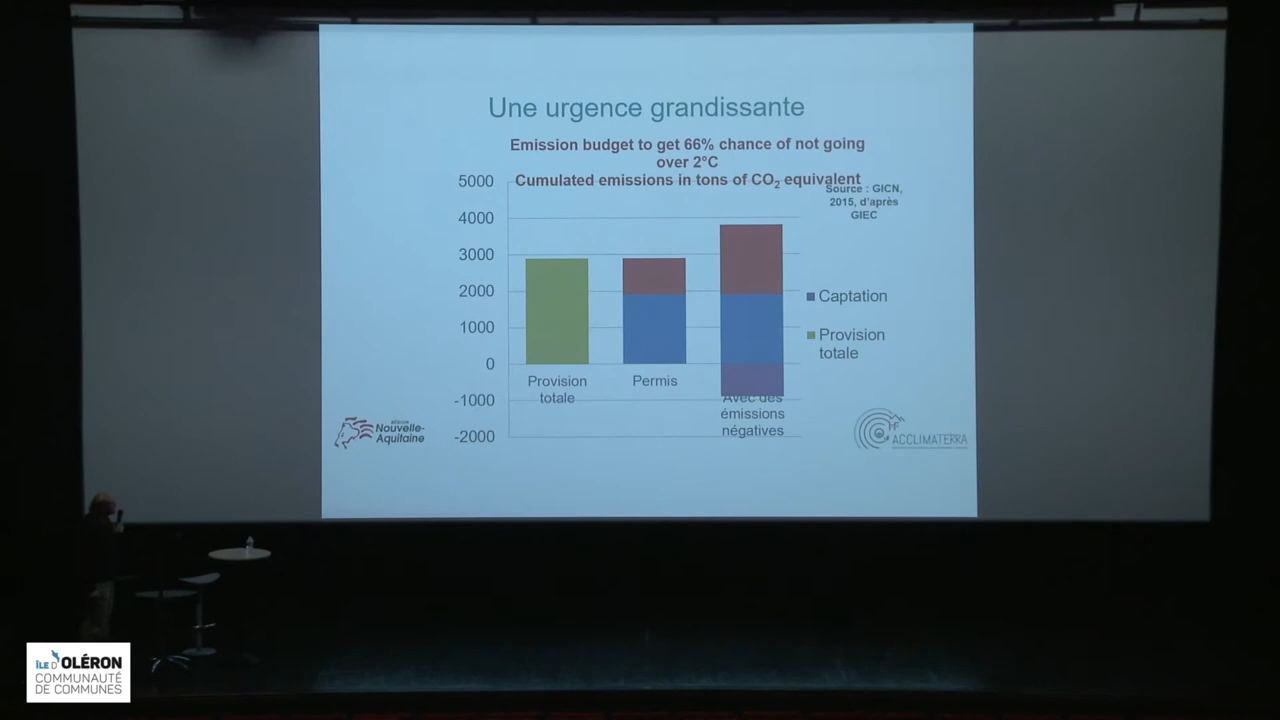 Une urgence grandissante
Emission budget to get 66% chance of not going
over 2°C
Cumulated emissions in tons of CO2 equivalent
Source : GICN,
2015, d'après
GIEC
5000
4000
3000
2000
1000
0
-1000
-2000
Provision
totale
Permis
Avec des
émissions
négatives
Captation
Provision
totale
Nouvelle-
Aquitaine
ACCLIMATERRA
ÎLE D'OLÉRON
COMMUNAUTÉ
DE COMMUNES